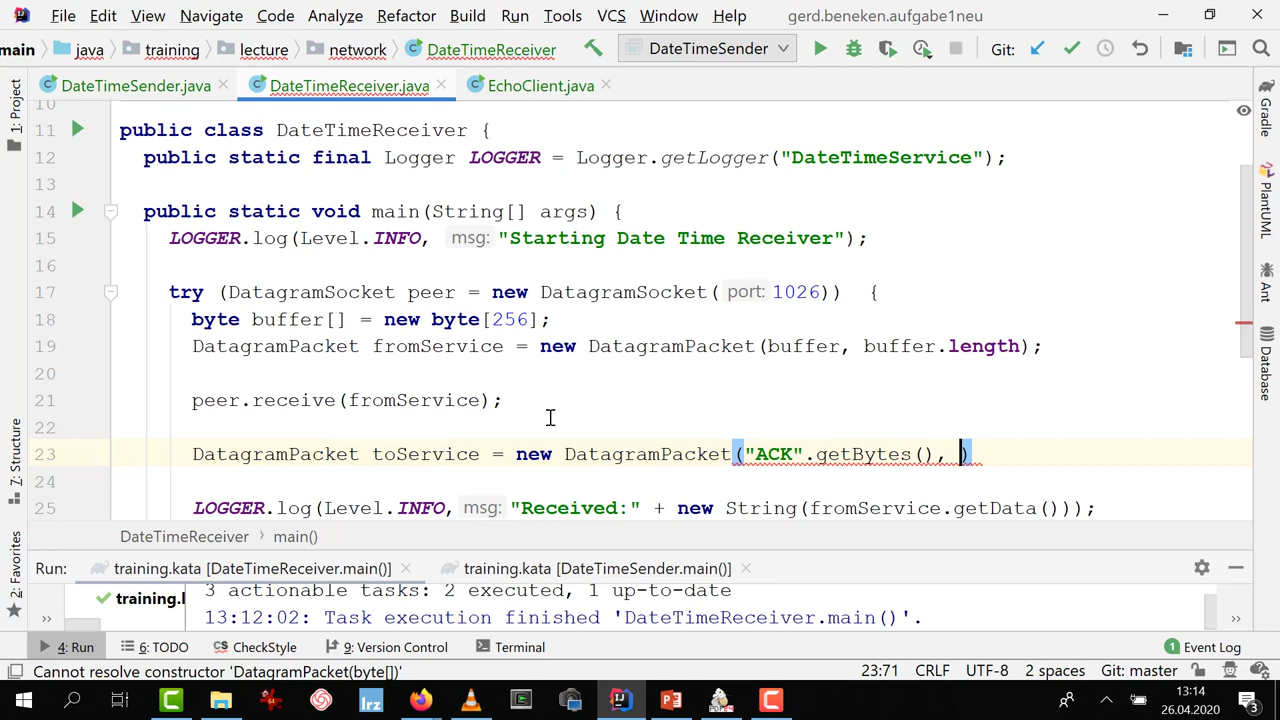 File Edit View Navigate Code Analyze Refactor Build Run Tools VCS Window Help gerd.beneken.aufgabe1neu
main java training lecture network DateTimeReceiver DateTimeSender Git:
DateTimeSender.java DateTimeReceiver.java EchoClient.java
10
11 public class DateTimeReceiver {
12 public static final Logger LOGGER = Logger.getLogger("DateTimeService");
13
14 public static void main(String[] args) {
15 LOGGER.log(Level.INFO, msg: "Starting Date Time Receiver");
16
17 try (DatagramSocket peer = new DatagramSocket( port: 1026)) {
18 byte buffer[] = new byte[256];
19 DatagramPacket fromService = new DatagramPacket(buffer, buffer.length);
20
21 peer.receive(fromService);
22
23 DatagramPacket toService = new DatagramPacket("ACK".getBytes(), )
24
25 LOGGER.log(Level.INFO, msg: "Received:" + new String(fromService.getData()));
DateTimeReceiver main()
Run: training.kata [DateTimeReceiver.main()] training.kata [DateTimeSender.main()]
training.l 3 actionable tasks: 2 executed, 1 up-to-date
13:12:02: Task execution finished 'DateTimeReceiver.main()'.
4: Run 6: TODO CheckStyle 9: Version Control Terminal 1 Event Log
Cannot resolve constructor 'DatagramPacket(byte[])' 23:71 CRLF UTF-8 2 spaces Git: master
1: Project
7: Structure
2: Favorites
Gradle
PlantUML
Ant
Database
lrz
13:14
26.04.2020
3